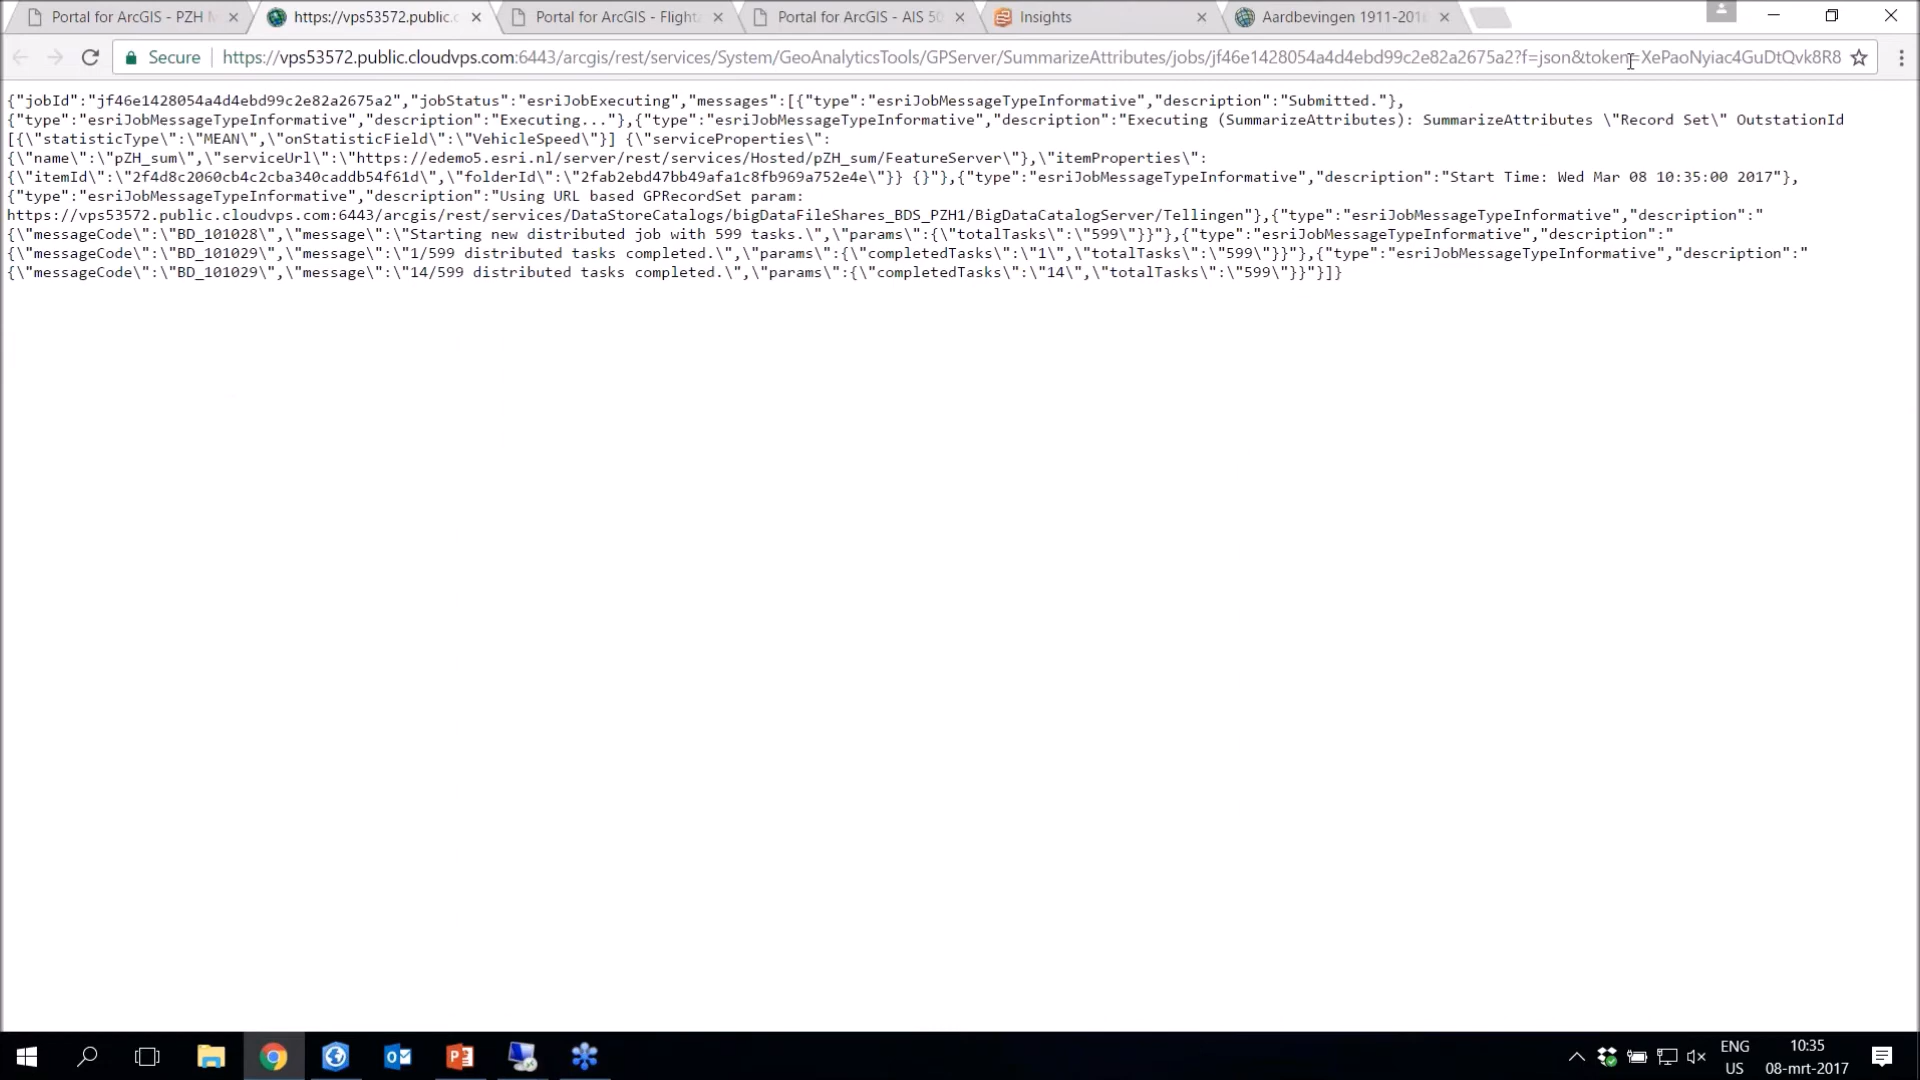 Portal for ArcGIS - PZH
https://vps53572.public.c
Portal for ArcGIS - Flight
Portal for ArcGIS - AIS 50
Insights
Aardbevingen 1911-201
Secure
https://vps53572.public.cloudvps.com:6443/arcgis/rest/services/System/GeoAnalyticsTools/GPServer/SummarizeAttributes/jobs/jf46e1428054a4d4ebd99c2e82a2675a2?f=json&token=XePaoNyiac4GuDtQvk8R8
{"jobId":"jf46e1428054a4d4ebd99c2e82a2675a2","jobStatus":"esriJobExecuting","messages":[{"type":"esriJobMessageTypeInformative","description":"Submitted."},
{"type":"esriJobMessageTypeInformative","description":"Executing..."},{"type":"esriJobMessageTypeInformative","description":"Executing (SummarizeAttributes): SummarizeAttributes \"Record Set\" OutstationId
[{\"statisticType\":\"MEAN\",\"onStatisticField\":\"VehicleSpeed\"}] {\"serviceProperties\":
{\"name\":\"pZH_sum\",\"serviceUrl\":\"https://edemo5.esri.nl/server/rest/services/Hosted/pZH_sum/FeatureServer\"},\"itemProperties\":
{\"itemId\":\"2f4d8c2060cb4c2cba340caddb54f61d\",\"folderId\":\"2fab2ebd47bb49afa1c8fb969a752e4e\"}} {}"},{"type":"esriJobMessageTypeInformative","description":"Start Time: Wed Mar 08 10:35:00 2017"},
{"type":"esriJobMessageTypeInformative","description":"Using URL based GPRecordSet param:
https://vps53572.public.cloudvps.com:6443/arcgis/rest/services/DataStoreCatalogs/bigDataFileShares_BDS_PZH1/BigDataCatalogServer/Tellingen"},{"type":"esriJobMessageTypeInformative","description":"
{\"messageCode\":\"BD_101028\",\"message\":\"Starting new distributed job with 599 tasks.\",\"params\":{\"totalTasks\":\"599\"}}"},{"type":"esriJobMessageTypeInformative","description":"
{\"messageCode\":\"BD_101029\",\"message\":\"1/599 distributed tasks completed.\",\"params\":{\"completedTasks\":\"1\",\"totalTasks\":\"599\"}}"},{"type":"esriJobMessageTypeInformative","description":"
{\"messageCode\":\"BD_101029\",\"message\":\"14/599 distributed tasks completed.\",\"params\":{\"completedTasks\":\"14\",\"totalTasks\":\"599\"}}"}]}
ENG
US
10:35
08-mrt-2017